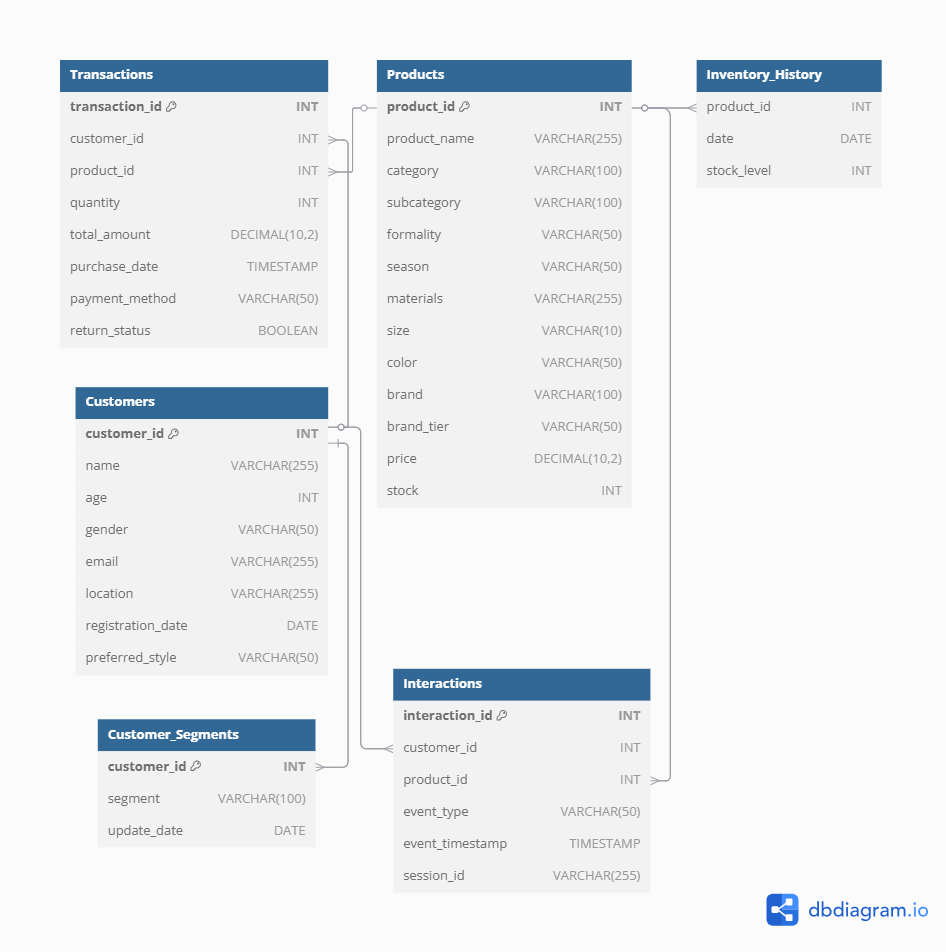 Transactions
transaction_id INT
customer_id INT
product_id INT
quantity INT
total_amount DECIMAL(10,2)
purchase_date TIMESTAMP
payment_method VARCHAR(50)
return_status BOOLEAN
Products
product_id INT
product_name VARCHAR(255)
category VARCHAR(100)
subcategory VARCHAR(100)
formality VARCHAR(50)
season VARCHAR(50)
materials VARCHAR(255)
size VARCHAR(10)
color VARCHAR(50)
brand VARCHAR(100)
brand_tier VARCHAR(50)
price DECIMAL(10,2)
stock INT
Inventory_History
product_id INT
date DATE
stock_level INT
Customers
customer_id INT
name VARCHAR(255)
age INT
gender VARCHAR(50)
email VARCHAR(255)
location VARCHAR(255)
registration_date DATE
preferred_style VARCHAR(50)
Customer_Segments
customer_id INT
segment VARCHAR(100)
update_date DATE
Interactions
interaction_id INT
customer_id INT
product_id INT
event_type VARCHAR(50)
event_timestamp TIMESTAMP
session_id VARCHAR(255)
dbdiagram.io